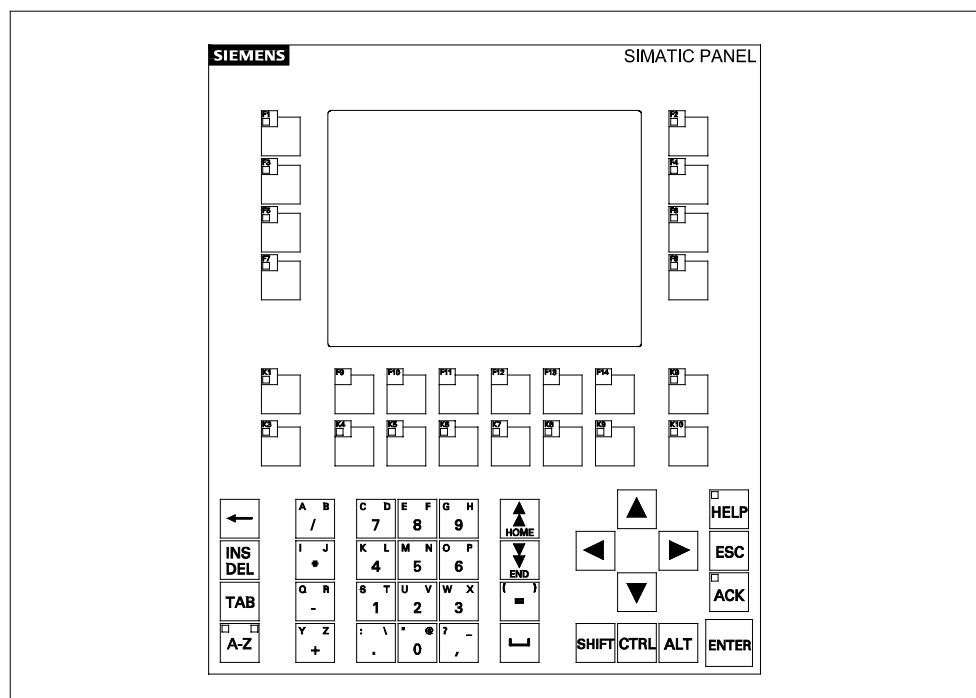 SIEMENS SIMATIC PANEL
F1 F2
F3 F4
F5 F6
F7 F8
K1 F9 F10 F11 F12 F13 F14
K3 K4 K5 K6 K7 K8 K9 K10
A B C D E F G H
← / 7 8 9 HOME HELP
I J K L M N O P
INS DEL * 4 5 6 END ESC
Q R S T U V W X ( )
TAB - 1 2 3 = ACK
Y Z : \ " @ ? _
A-Z + . 0 , SHIFT CTRL ALT ENTER